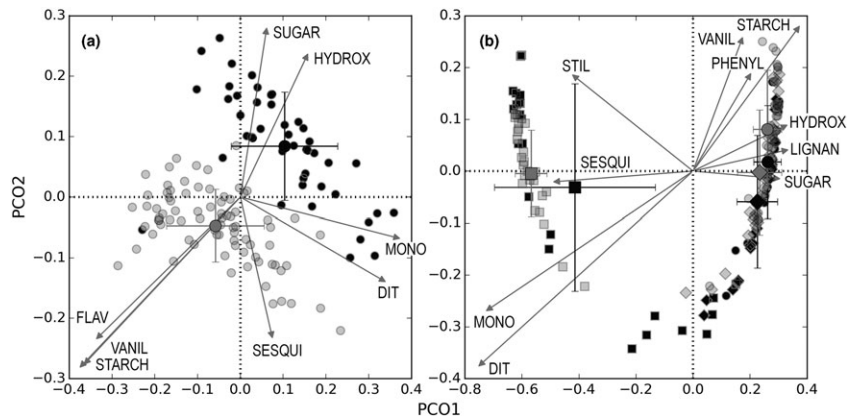 (a)
SUGAR
HYDROX
MONO
DIT
SESQUI
FLAV
VANIL
STARCH
PCO2
0.3
0.2
0.1
0.0
−0.1
−0.2
−0.3
−0.4 −0.3 −0.2 −0.1 0.0 0.1 0.2 0.3 0.4
(b)
STARCH
VANIL
PHENYL
STIL
HYDROX
LIGNAN
SESQUI
SUGAR
MONO
DIT
0.3
0.2
0.1
0.0
−0.1
−0.2
−0.3
−0.4
−0.8 −0.6 −0.4 −0.2 0.0 0.2 0.4
PCO1